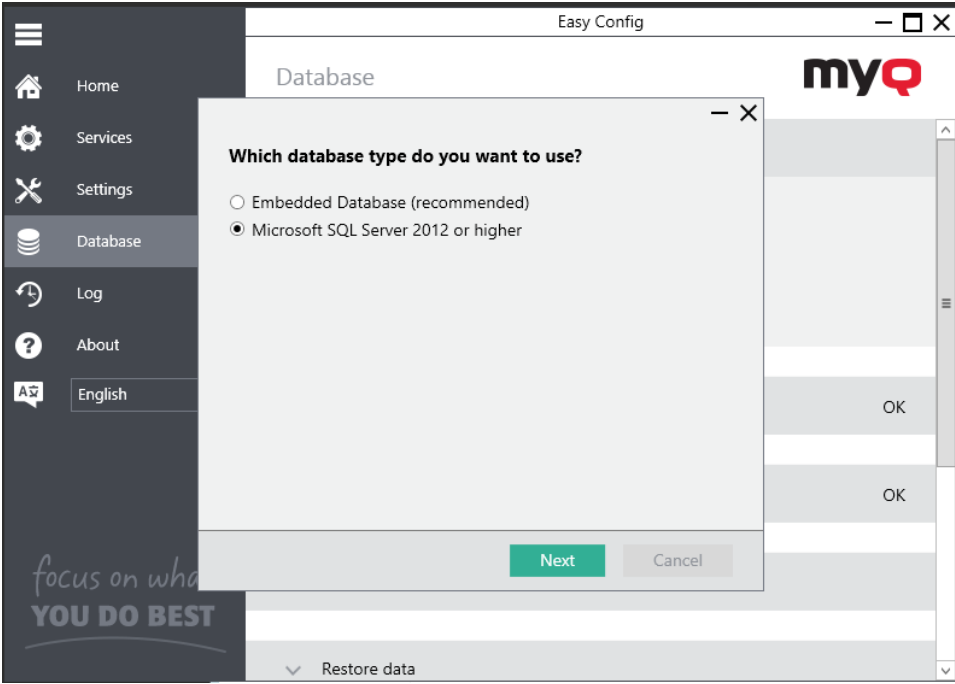 Easy Config
Home
Services
Settings
Database
Log
About
English
focus on wha
YOU DO BEST
Database
myQ
Which database type do you want to use?
Embedded Database (recommended)
Microsoft SQL Server 2012 or higher
Next
Cancel
OK
OK
Restore data